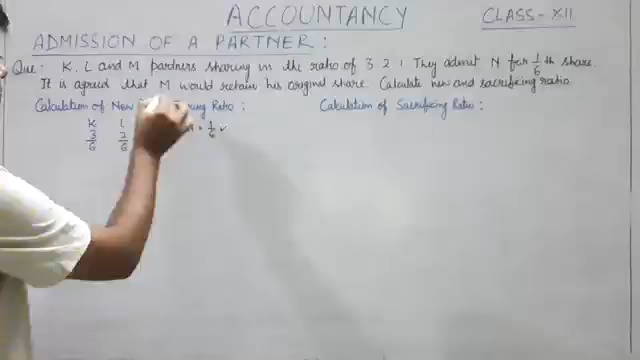 ACCOUNTANCY CLASS-XII
ADMISSION OF A PARTNER:
Que: K, L and M partners sharing in the ratio of 3 2 1. They admit N for 1/6 th share.
It is agreed that M would retain his original share. Calculate new and sacrificing ratio.
Calculation of New Ratio: Calculation of Sacrificing Ratio:
K L
3/6 2/6 = 1/6 ✓